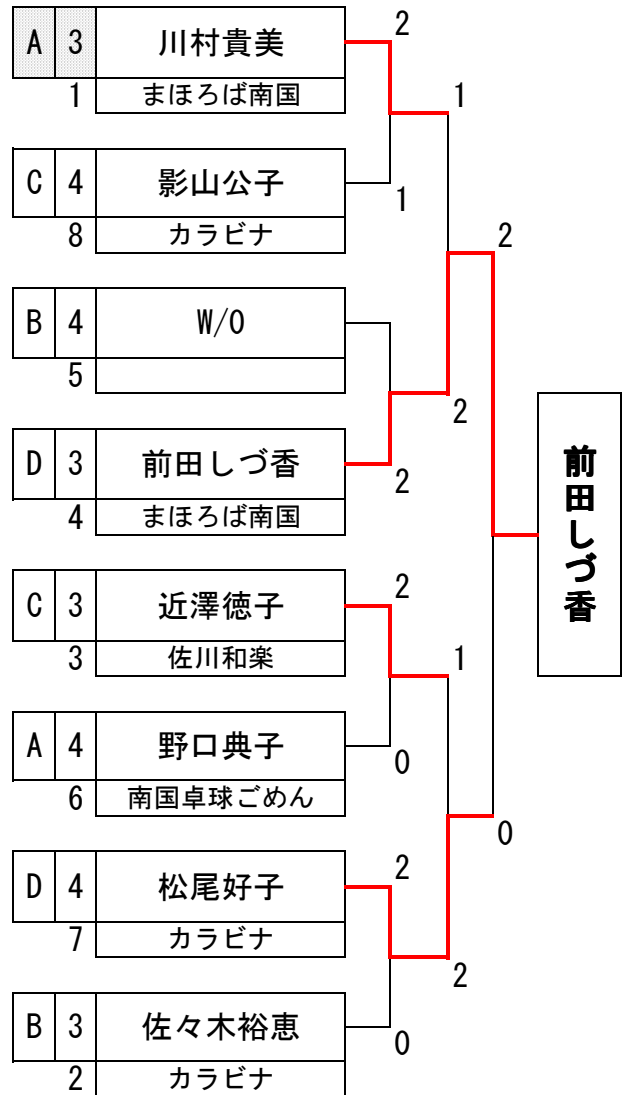 A 3 川村貴美 2
1 まほろば南国 1
C 4 影山公子 1
8 カラビナ 2
B 4 W/O
5 2
D 3 前田しづ香 2
4 まほろば南国
前田しづ香
C 3 近澤徳子 2
3 佐川和楽 1
A 4 野口典子 0
6 南国卓球ごめん 0
D 4 松尾好子 2
7 カラビナ 2
B 3 佐々木裕恵 0
2 カラビナ